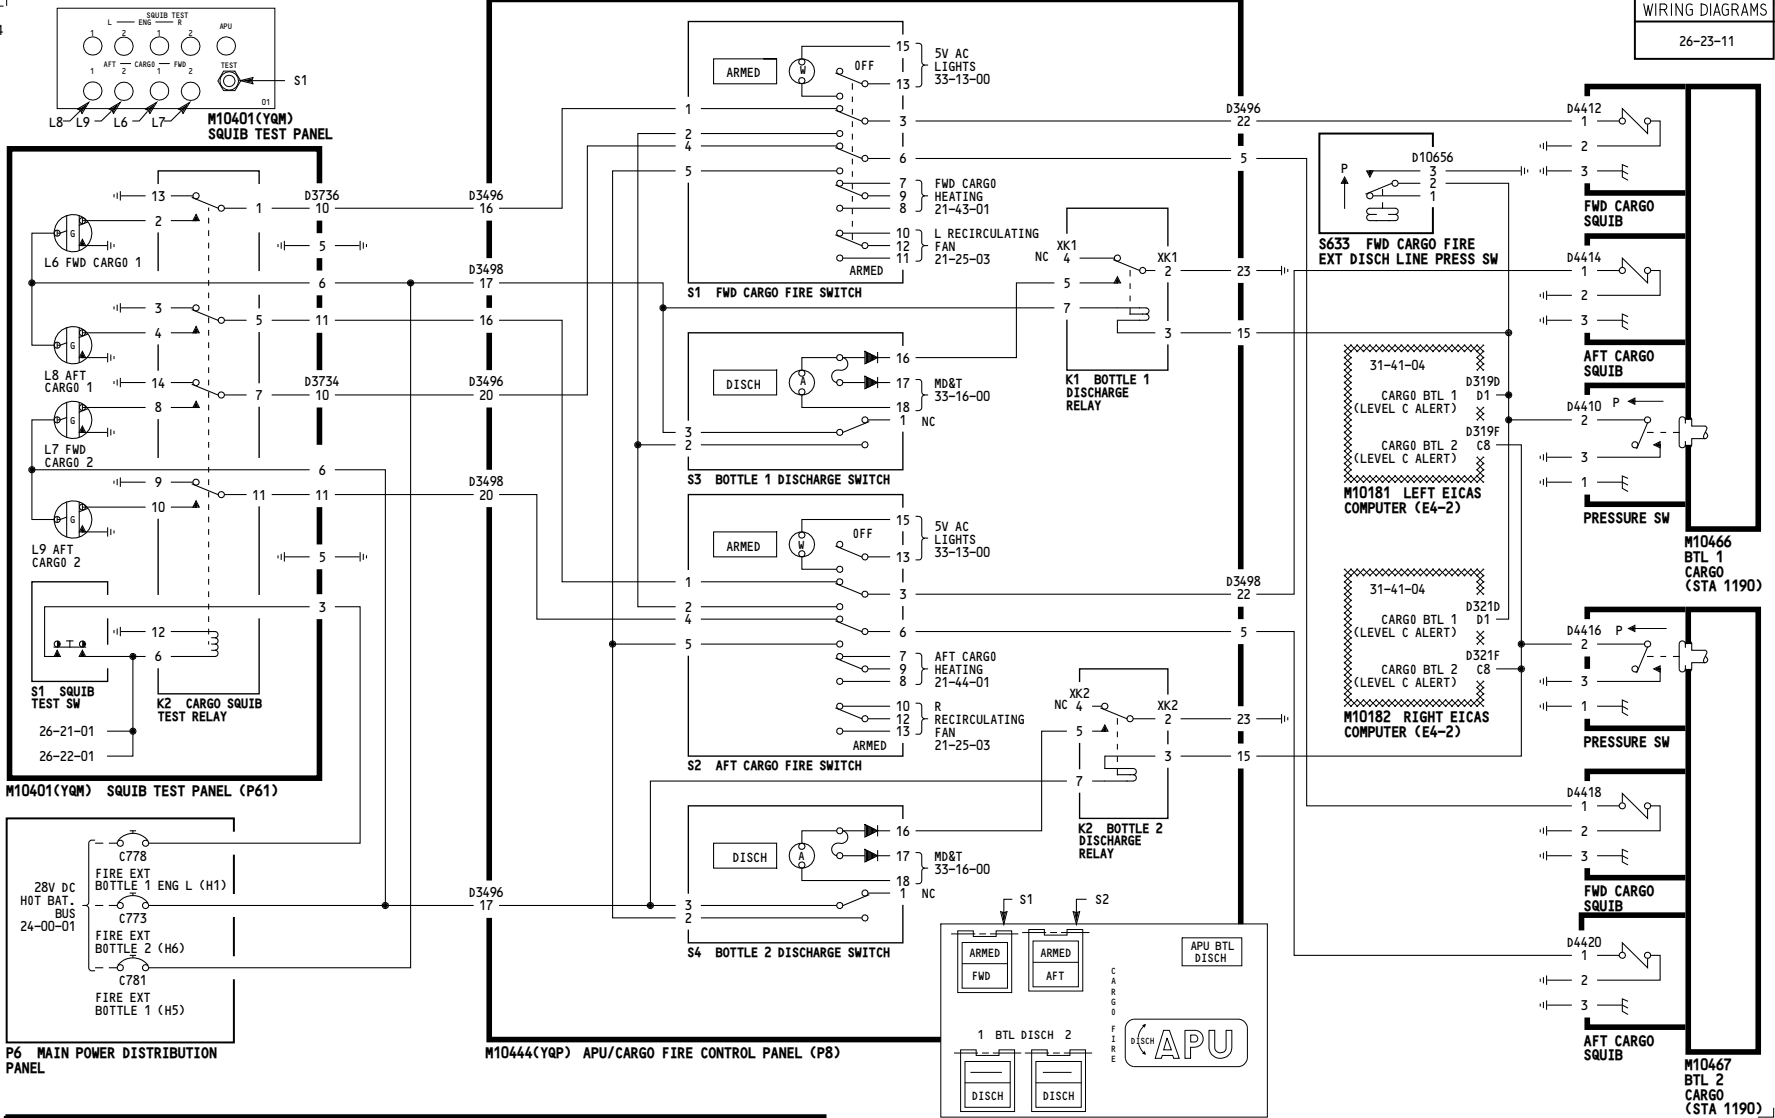 4
WIRING DIAGRAMS
26-23-11
SQUIB TEST
L — ENG — R
APU
1 2 1 2
AFT — CARGO — FWD
TEST
1 2 1 2
S1
01
L8 L9 L6 L7
M10401(YQM)
SQUIB TEST PANEL
13
1
2
D3736
10
L6 FWD CARGO 1
5
6
3
5
11
4
L8 AFT
CARGO 1
14
7
D3734
10
8
L7 FWD
CARGO 2
6
9
11
11
10
L9 AFT
CARGO 2
5
3
12
6
S1 SQUIB
TEST SW
K2 CARGO SQUIB
TEST RELAY
26-21-01
26-22-01
M10401(YQM) SQUIB TEST PANEL (P61)
28V DC
HOT BAT.
BUS
24-00-01
C778
FIRE EXT
BOTTLE 1 ENG L (H1)
C773
FIRE EXT
BOTTLE 2 (H6)
C781
FIRE EXT
BOTTLE 1 (H5)
P6 MAIN POWER DISTRIBUTION
PANEL
D3496
16
D3498
17
16
D3496
20
D3498
20
D3496
17
ARMED
W
OFF
15
13
5V AC
LIGHTS
33-13-00
1
2
4
5
3
6
7
9
8
FWD CARGO
HEATING
21-43-01
10
12
11
L RECIRCULATING
FAN
21-25-03
ARMED
S1 FWD CARGO FIRE SWITCH
DISCH
A
16
17
18
MD&T
33-16-00
1 NC
3
2
S3 BOTTLE 1 DISCHARGE SWITCH
ARMED
W
OFF
15
13
5V AC
LIGHTS
33-13-00
1
2
4
5
3
6
7
9
8
AFT CARGO
HEATING
21-44-01
10
12
13
R
RECIRCULATING
FAN
21-25-03
ARMED
S2 AFT CARGO FIRE SWITCH
DISCH
A
16
17
18
MD&T
33-16-00
1 NC
3
2
S4 BOTTLE 2 DISCHARGE SWITCH
M10444(YQP) APU/CARGO FIRE CONTROL PANEL (P8)
XK1
NC 4
XK1
2
5
7
3
K1 BOTTLE 1
DISCHARGE
RELAY
XK2
NC 4
XK2
2
5
3
7
K2 BOTTLE 2
DISCHARGE
RELAY
D3496
22
5
23
15
D3498
22
5
23
15
S1
S2
ARMED
FWD
ARMED
AFT
APU BTL
DISCH
CARGO FIRE
1 BTL DISCH 2
DISCH
DISCH
DISCH
APU
P
D10656
3
2
1
S633 FWD CARGO FIRE
EXT DISCH LINE PRESS SW
31-41-04
D319D
CARGO BTL 1
(LEVEL C ALERT)
D1
D319F
CARGO BTL 2
(LEVEL C ALERT)
C8
M10181 LEFT EICAS
COMPUTER (E4-2)
31-41-04
D321D
CARGO BTL 1
(LEVEL C ALERT)
D1
D321F
CARGO BTL 2
(LEVEL C ALERT)
C8
M10182 RIGHT EICAS
COMPUTER (E4-2)
D4412
1
2
3
FWD CARGO
SQUIB
D4414
1
2
3
AFT CARGO
SQUIB
D4410
P
2
3
1
PRESSURE SW
M10466
BTL 1
CARGO
(STA 1190)
D4416
P
2
3
1
PRESSURE SW
D4418
1
2
3
FWD CARGO
SQUIB
D4420
1
2
3
AFT CARGO
SQUIB
M10467
BTL 2
CARGO
(STA 1190)